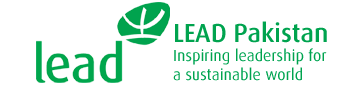 lead
LEAD Pakistan
Inspiring leadership for
a sustainable world